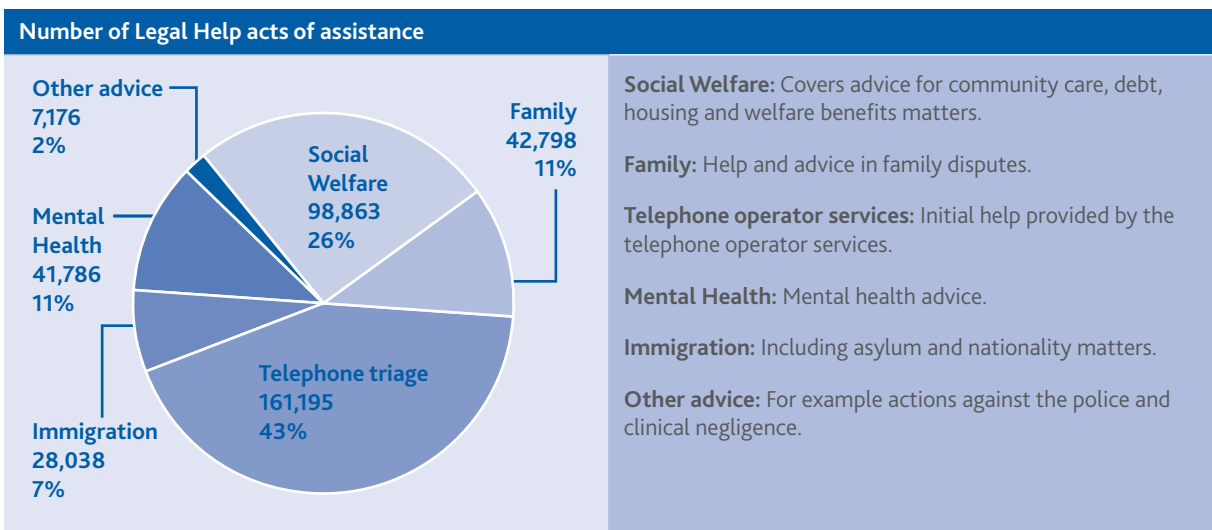 Number of Legal Help acts of assistance
Other advice
7,176
2%
Mental
Health
41,786
11%
Immigration
28,038
7%
Social
Welfare
98,863
26%
Telephone triage
161,195
43%
Family
42,798
11%
Social Welfare: Covers advice for community care, debt,
housing and welfare benefits matters.
Family: Help and advice in family disputes.
Telephone operator services: Initial help provided by the
telephone operator services.
Mental Health: Mental health advice.
Immigration: Including asylum and nationality matters.
Other advice: For example actions against the police and
clinical negligence.